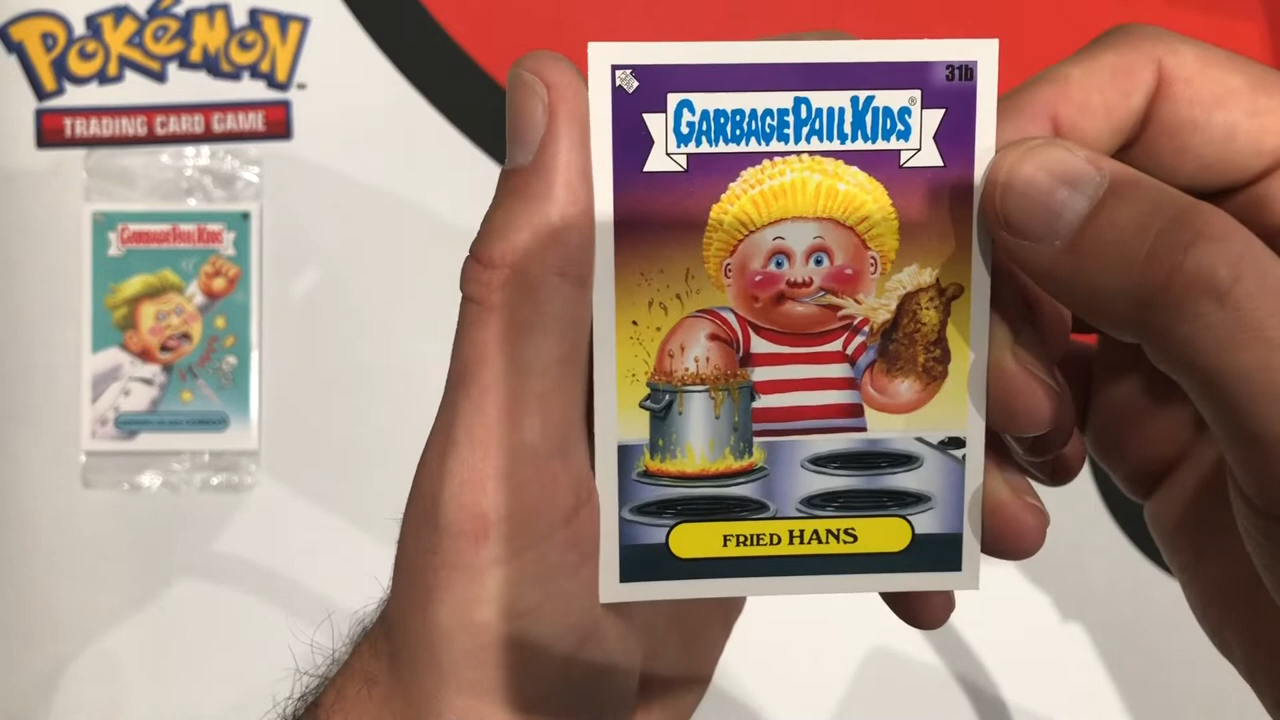 POKÉMON
TRADING CARD GAME
GARBAGE PAIL KIDS
31b
GARBAGE PAIL KIDS®
FRIED HANS